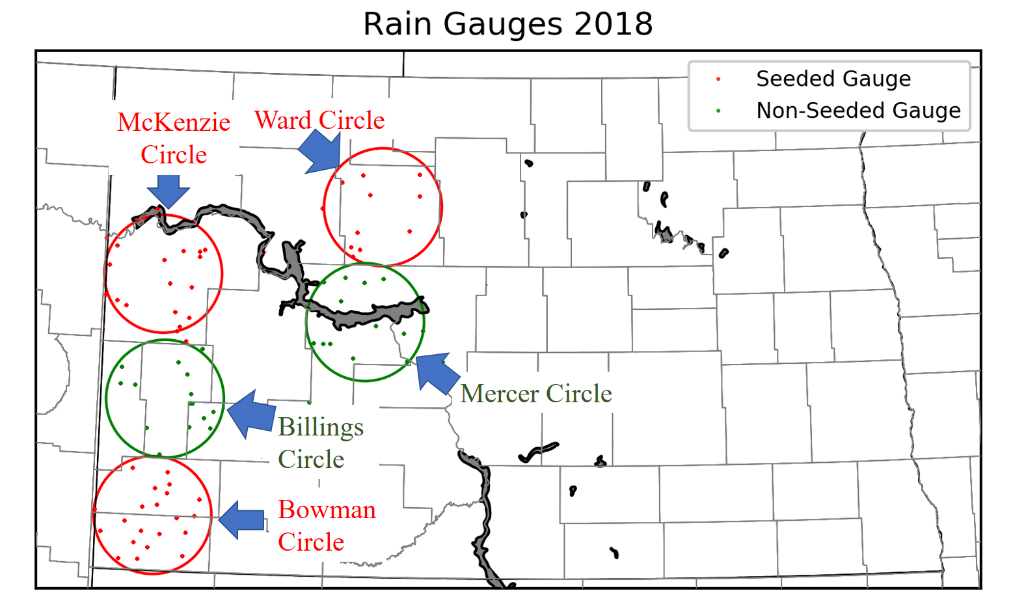 Rain Gauges 2018
Seeded Gauge
Non-Seeded Gauge
McKenzie
Circle
Ward Circle
Mercer Circle
Billings
Circle
Bowman
Circle